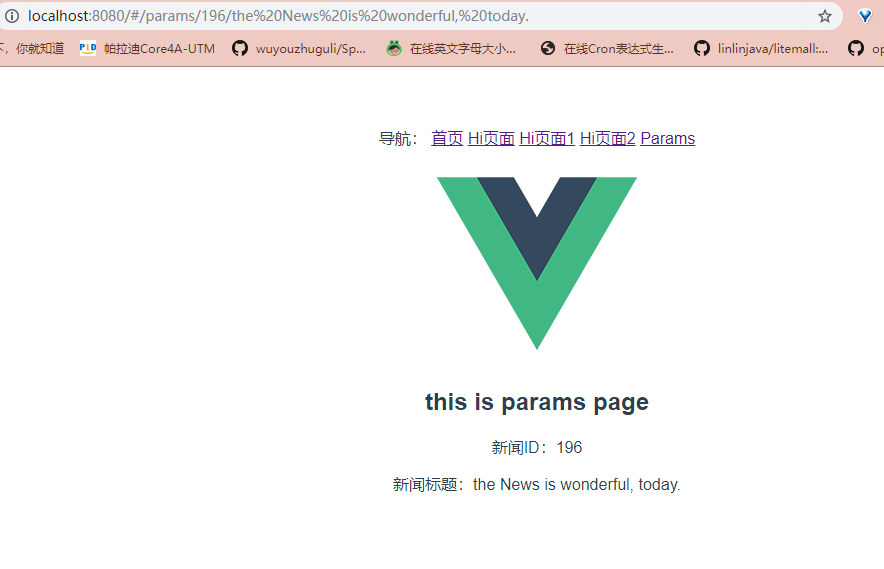 localhost:8080/#/params/196/the%20News%20is%20wonderful,%20today.
下，你就知道 PID 帕拉迪Core4A-UTM wuyouzhuguli/Sp... 在线英文字母大小... 在线Cron表达式生... linlinjava/litemall:... op
导航： 首页 Hi页面 Hi页面1 Hi页面2 Params
this is params page
新闻ID：196
新闻标题：the News is wonderful, today.